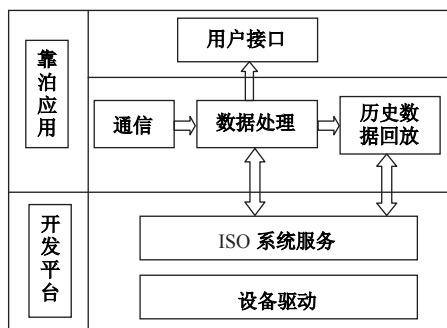 靠泊应用
用户接口
通信
数据处理
历史数
据回放
开发平台
ISO 系统服务
设备驱动